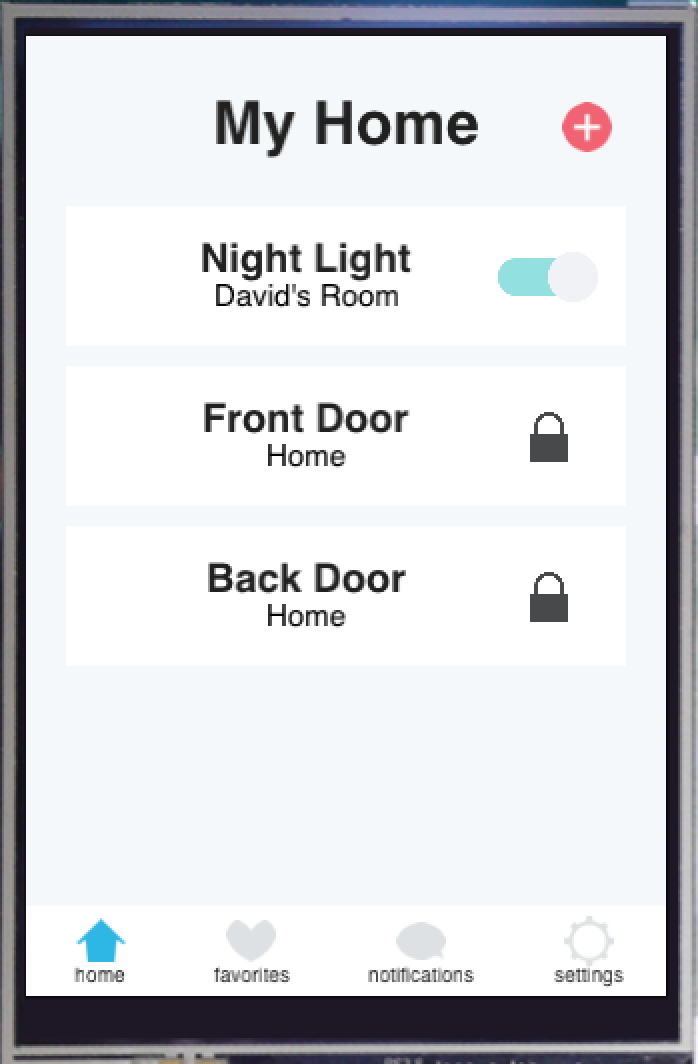 My Home
Night Light
David's Room
Front Door
Home
Back Door
Home
home
favorites
notifications
settings